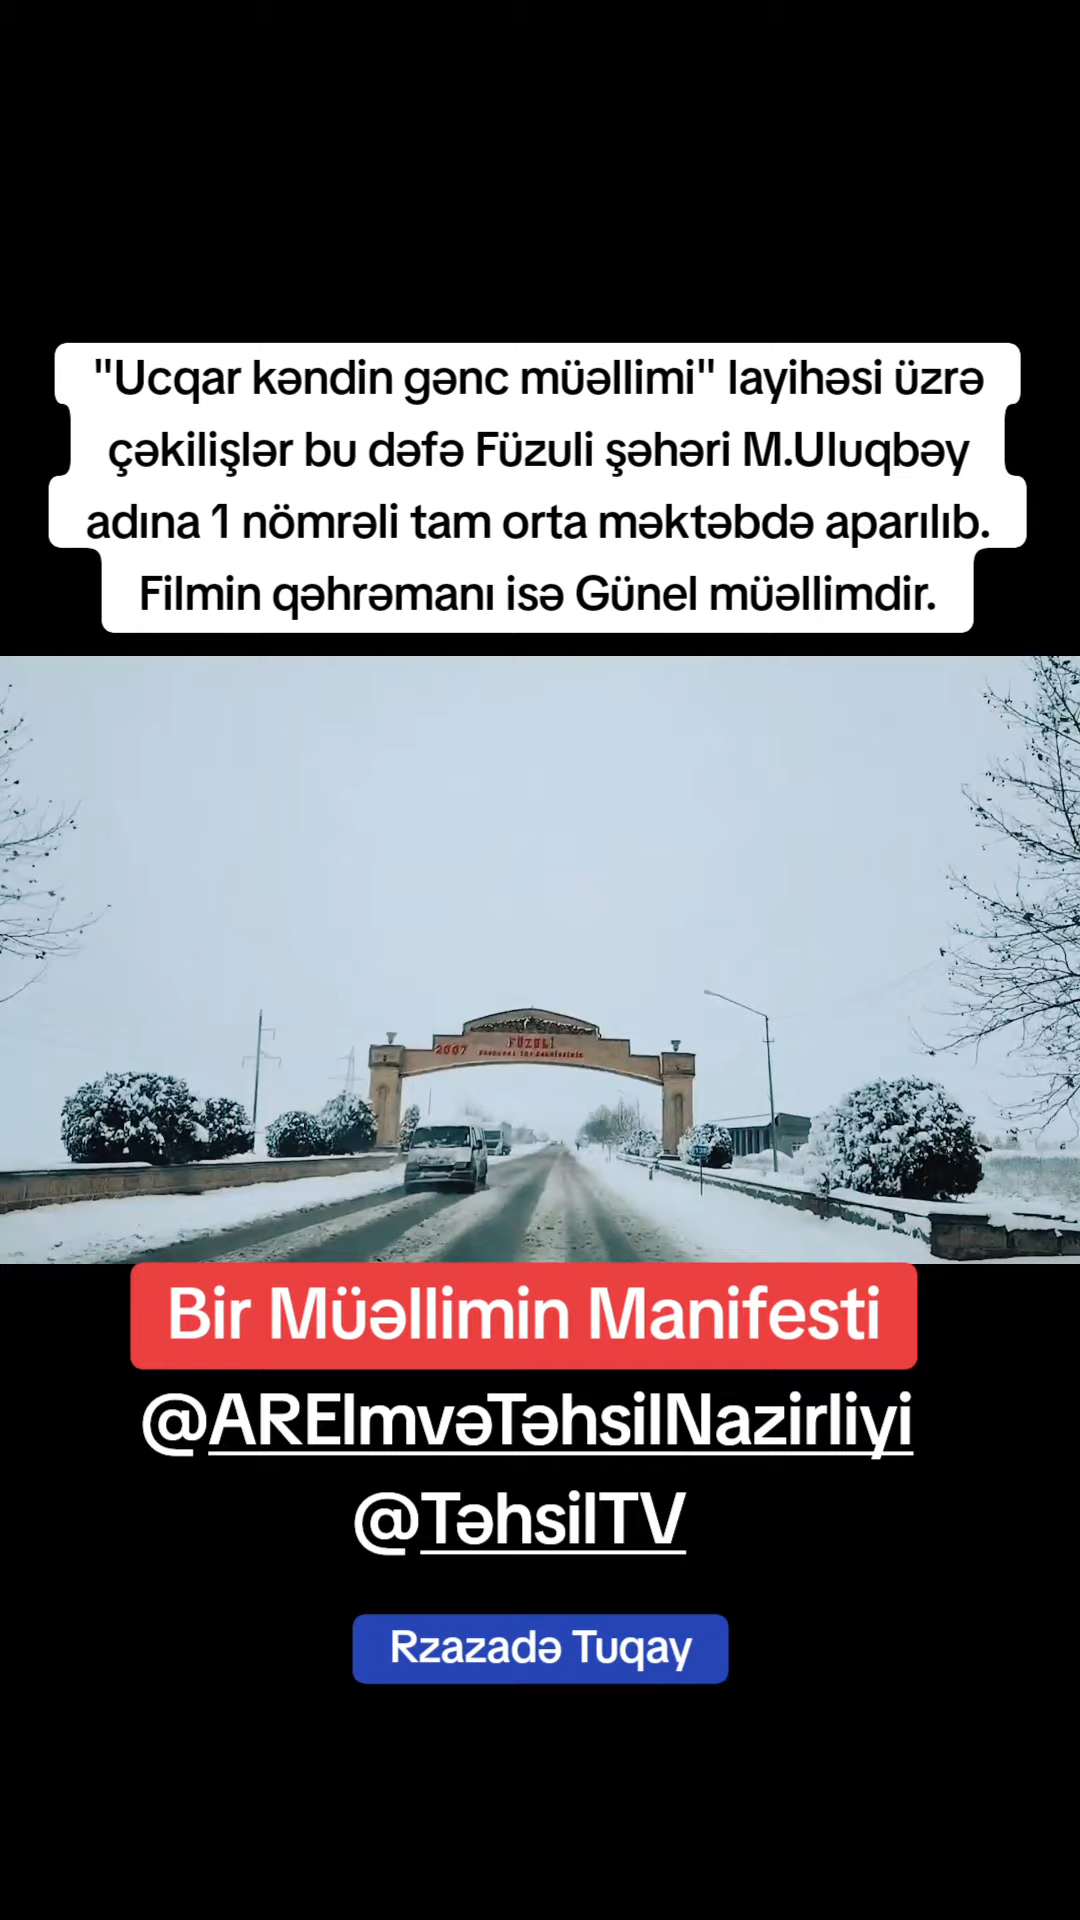 "Ucqar kəndin gənc müəllimi" layihəsi üzrə
çəkilişlər bu dəfə Füzuli şəhəri M.Uluqbəy
adına 1 nömrəli tam orta məktəbdə aparılıb.
Filmin qəhrəmanı isə Günel müəllimdir.
FÜZULİ
2007
Bir Müəllimin Manifesti
@ARElmvəTəhsilNazirliyi
@TəhsilTV
Rzazadə Tuqay